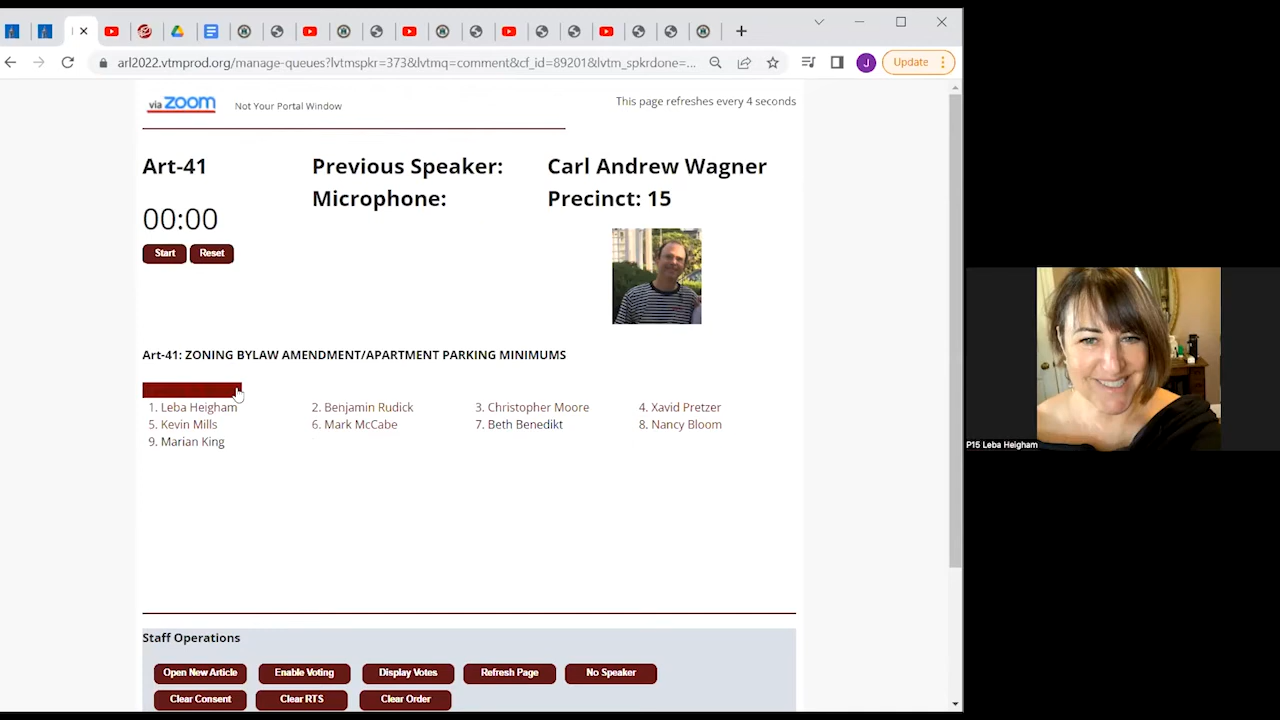 arl2022.vtmprod.org/manage-queues?lvtmspkr=373&lvtmq=comment&cf_id=89201&lvtm_spkrdone=...
J
Update
via zoom
Not Your Portal Window
This page refreshes every 4 seconds
Art-41
Previous Speaker:
Carl Andrew Wagner
Microphone:
Precinct: 15
00:00
Start
Reset
Art-41: ZONING BYLAW AMENDMENT/APARTMENT PARKING MINIMUMS
1. Leba Heigham
2. Benjamin Rudick
3. Christopher Moore
4. Xavid Pretzer
5. Kevin Mills
6. Mark McCabe
7. Beth Benedikt
8. Nancy Bloom
9. Marian King
P15 Leba Heigham
Staff Operations
Open New Article
Enable Voting
Display Votes
Refresh Page
No Speaker
Clear Consent
Clear RTS
Clear Order